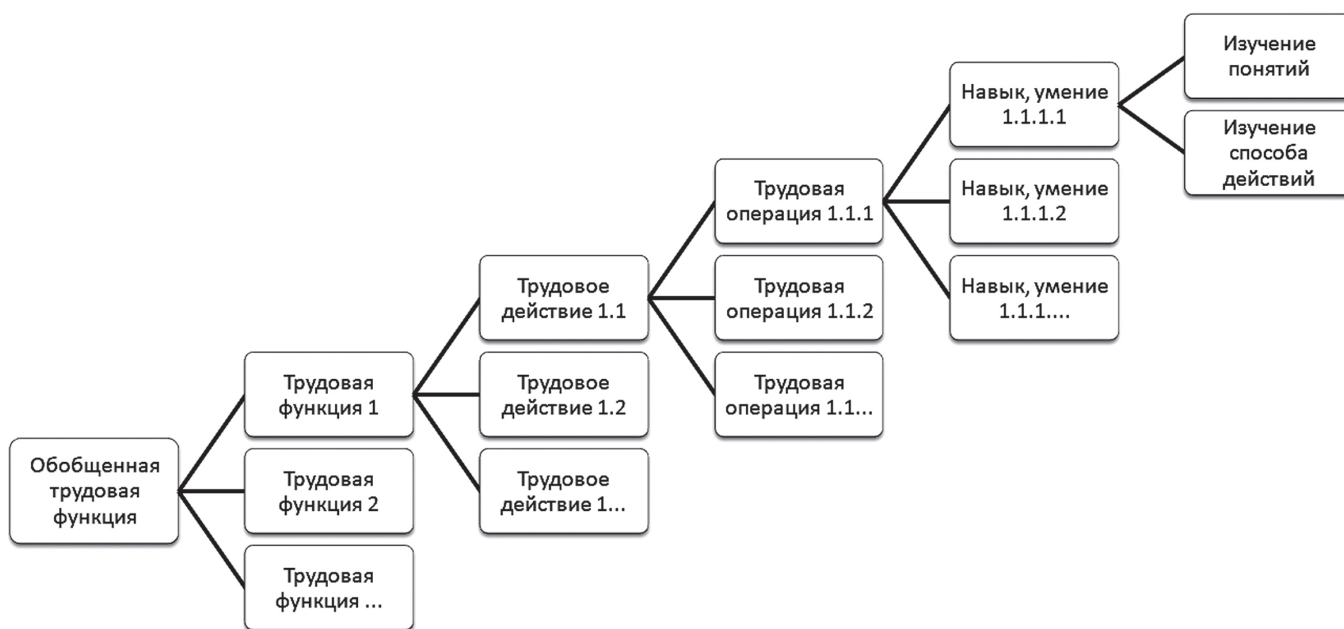 Обобщенная
трудовая
функция
Трудовая
функция 1
Трудовая
функция 2
Трудовая
функция ...
Трудовое
действие 1.1
Трудовое
действие 1.2
Трудовое
действие 1...
Трудовая
операция 1.1.1
Трудовая
операция 1.1.2
Трудовая
операция 1.1...
Навык, умение
1.1.1.1
Навык, умение
1.1.1.2
Навык, умение
1.1.1....
Изучение
понятий
Изучение
способа
действий